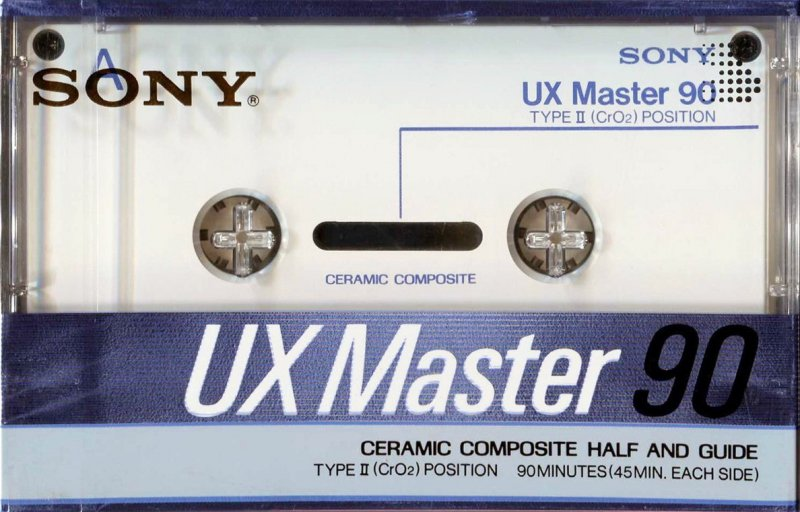 A
SONY®
SONY
UX Master 90
TYPE II (CrO2) POSITION
CERAMIC COMPOSITE
UX Master 90
CERAMIC COMPOSITE HALF AND GUIDE
TYPE II (CrO2) POSITION 90MINUTES (45MIN. EACH SIDE)